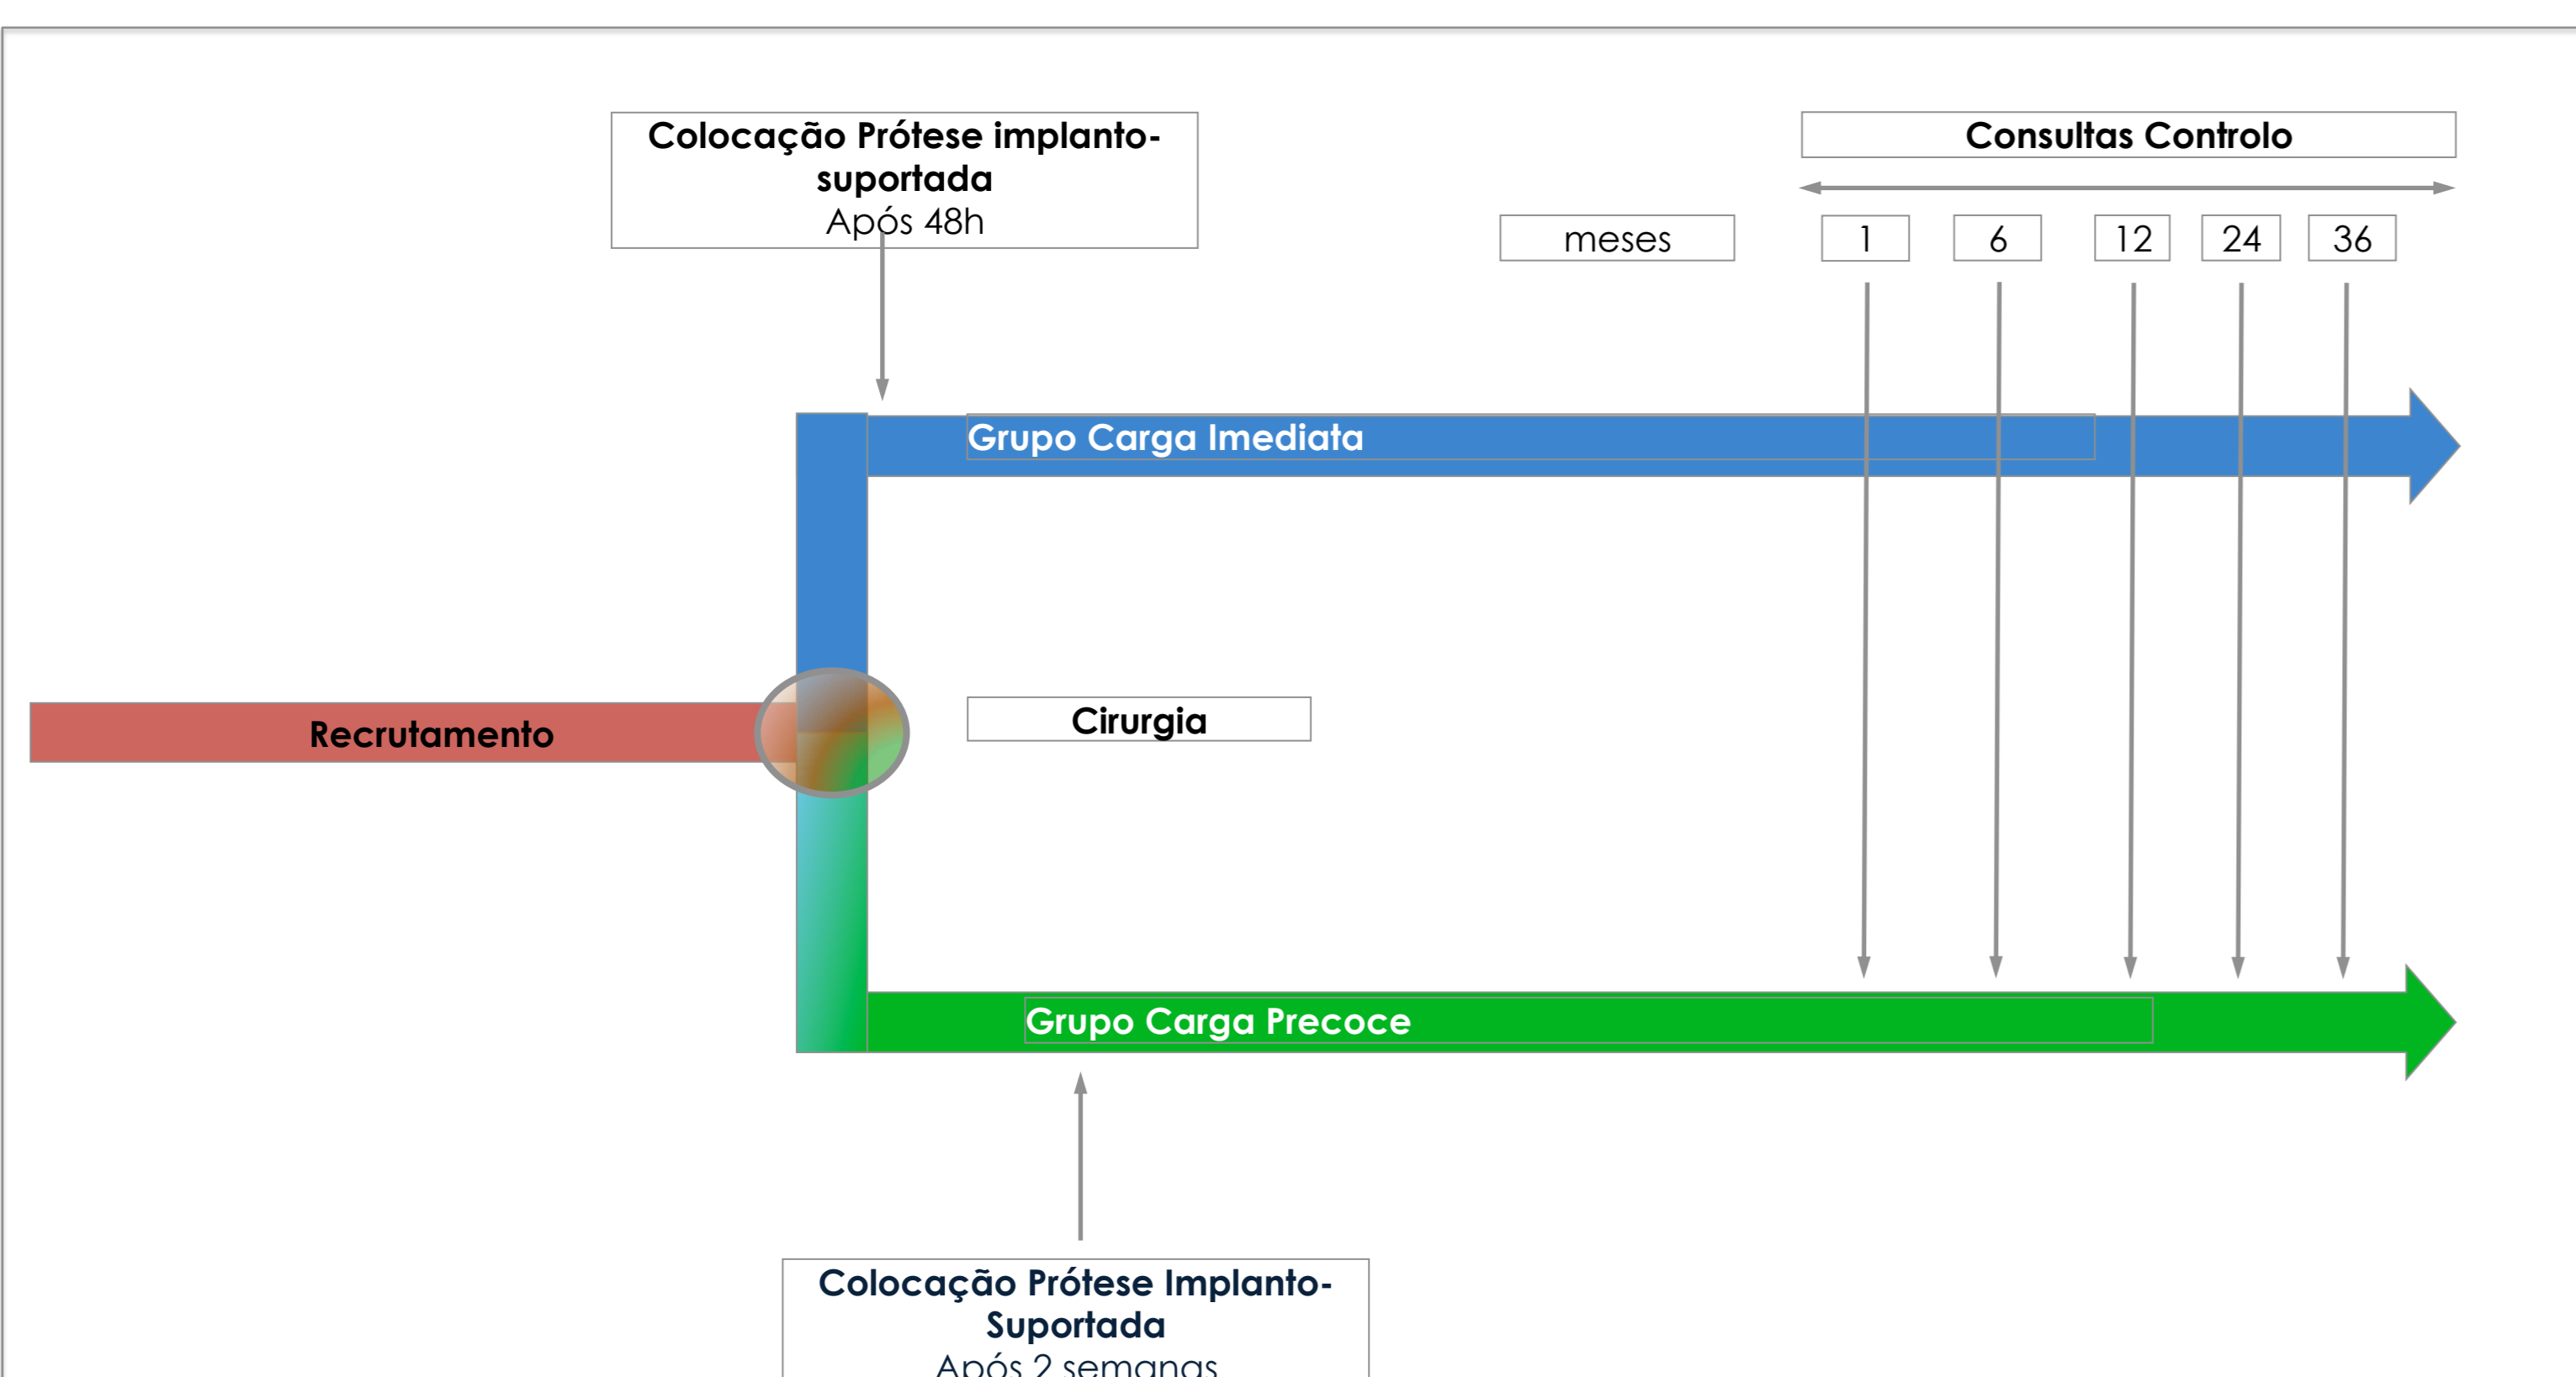 Colocação Prótese implanto-
suportada
Após 48h
Consultas Controlo
meses 1 6 12 24 36
Grupo Carga Imediata
Recrutamento
Cirurgia
Grupo Carga Precoce
Colocação Prótese Implanto-
Suportada
Após 2 semanas